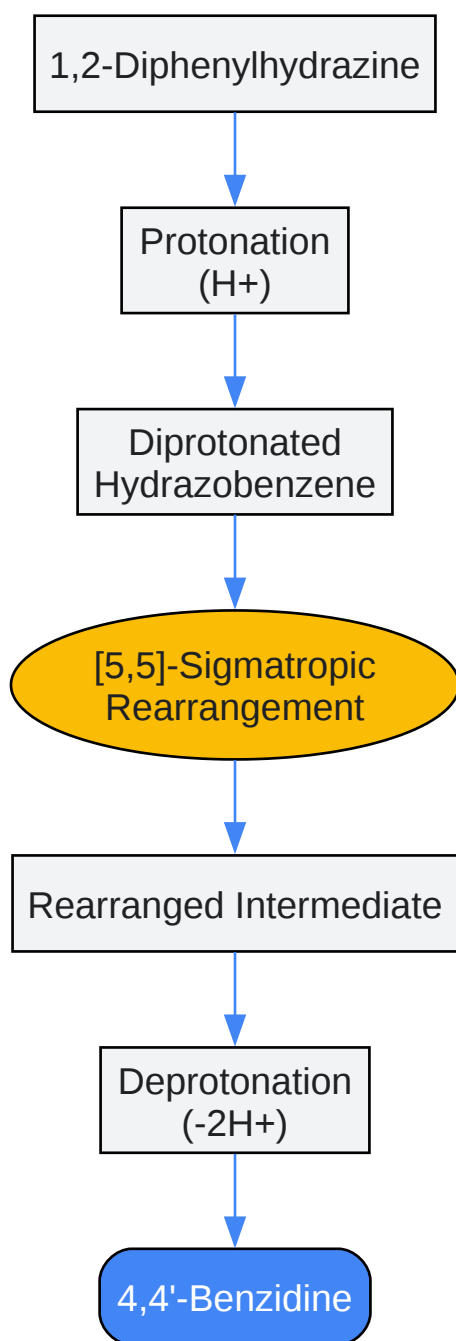 1,2-Diphenylhydrazine
Protonation
(H+)
Diprotonated
Hydrazobenzene
[5,5]-Sigmatropic
Rearrangement
Rearranged Intermediate
Deprotonation
(-2H+)
4,4'-Benzidine